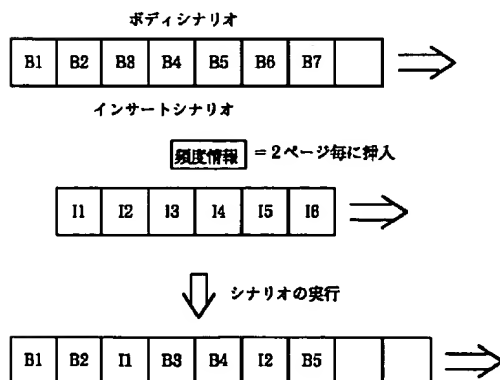 ボディシナリオ
B1 B2 B3 B4 B5 B6 B7
インサートシナリオ
頻度情報 =2ページ毎に挿入
I1 I2 I3 I4 I5 I6
シナリオの実行
B1 B2 I1 B3 B4 I2 B5